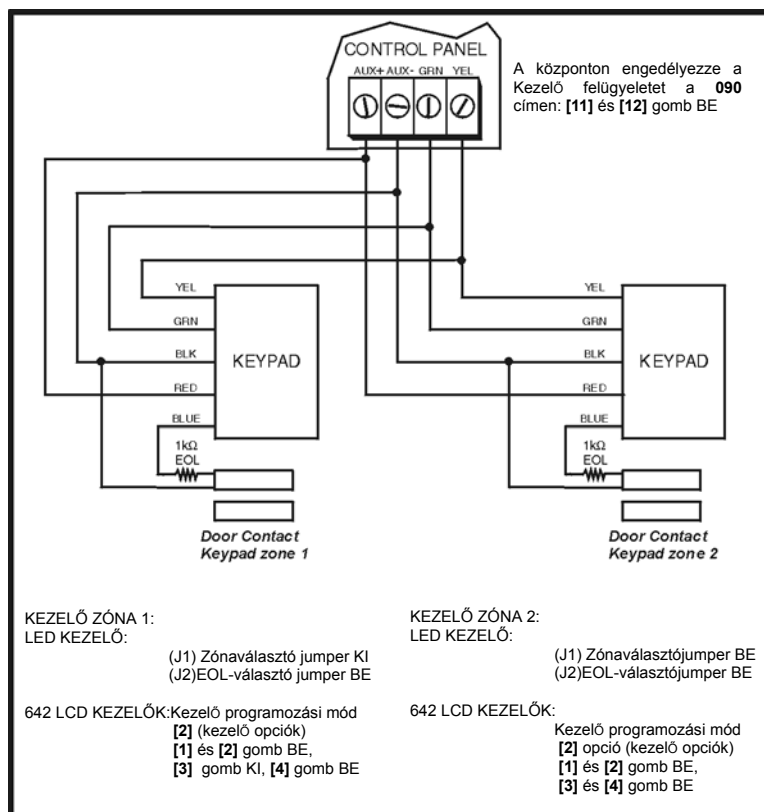 CONTROL PANEL
AUX+ AUX- GRN YEL
A központon engedélyezze a
Kezelő felügyeletet a 090
címen: [11] és [12] gomb BE
YEL
GRN
BLK
RED
BLUE
KEYPAD
1kΩ
EOL
Door Contact
Keypad zone 1
YEL
GRN
BLK
RED
BLUE
KEYPAD
1kΩ
EOL
Door Contact
Keypad zone 2
KEZELŐ ZÓNA 1:
LED KEZELŐ:
(J1) Zónaválasztó jumper KI
(J2)EOL-választó jumper BE
642 LCD KEZELŐK:Kezelő programozási mód
[2] (kezelő opciók)
[1] és [2] gomb BE,
[3] gomb KI, [4] gomb BE
KEZELŐ ZÓNA 2:
LED KEZELŐ:
(J1) Zónaválasztójumper BE
(J2)EOL-választójumper BE
642 LCD KEZELŐK:
Kezelő programozási mód
[2] opció (kezelő opciók)
[1] és [2] gomb BE,
[3] és [4] gomb BE